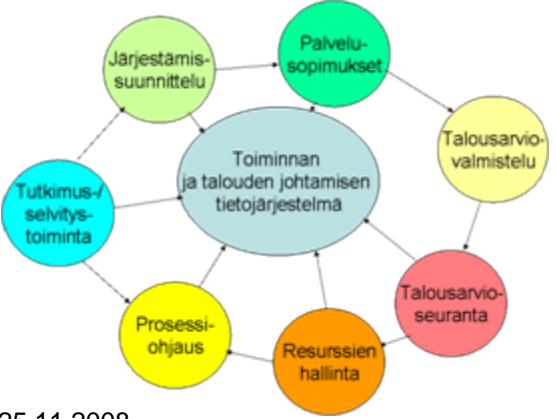 Järjestämis-
suunnittelu
Palvelu-
sopimukset
Talousarvio-
valmistelu
Toiminnan
ja talouden johtamisen
tietojärjestelmä
Tutkimus-/
selvitys-
toiminta
Talousarvio-
seuranta
Prosessi-
ohjaus
Resurssien
hallinta
25.11.2008